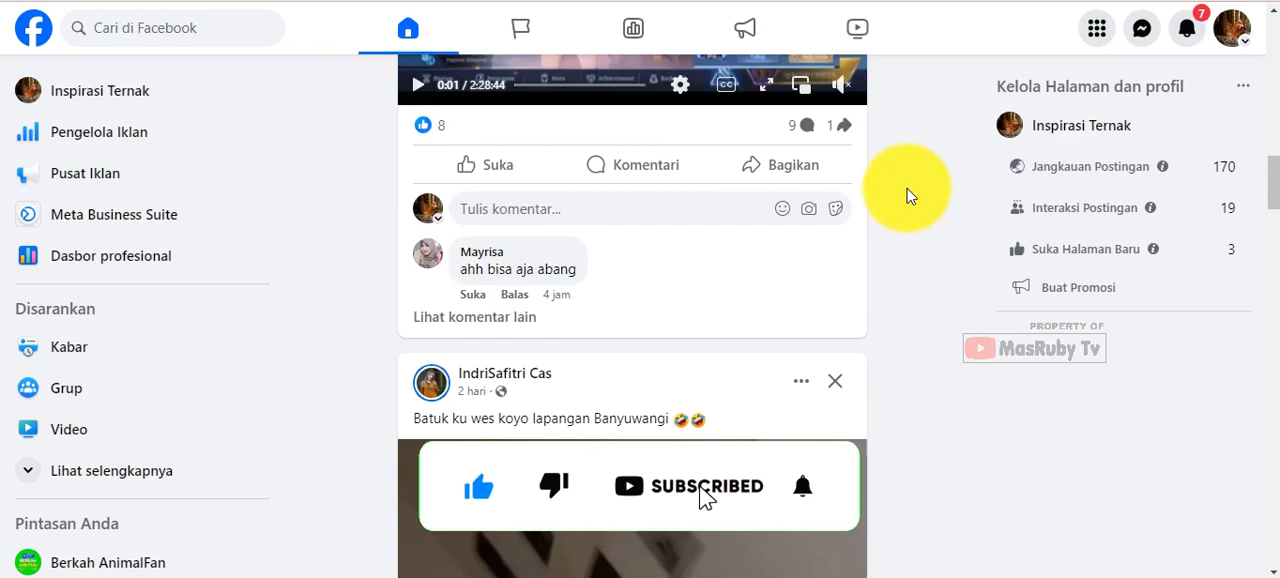 Cari di Facebook
7
Inspirasi Ternak
Pengelola Iklan
Pusat Iklan
Meta Business Suite
Dasbor profesional
Disarankan
Kabar
Grup
Video
Lihat selengkapnya
Pintasan Anda
Berkah AnimalFan
0:01 / 2:28:44
CC
8
9 1
Suka Komentari Bagikan
Tulis komentar...
Mayrisa
ahh bisa aja abang
Suka Balas 4 jam
Lihat komentar lain
IndriSafitri Cas
2 hari ·
Batuk ku wes koyo lapangan Banyuwangi 🤣🤣
SUBSCRIBED
Kelola Halaman dan profil
Inspirasi Ternak
Jangkauan Postingan 170
Interaksi Postingan 19
Suka Halaman Baru 3
Buat Promosi
PROPERTY OF
MasRuby Tv